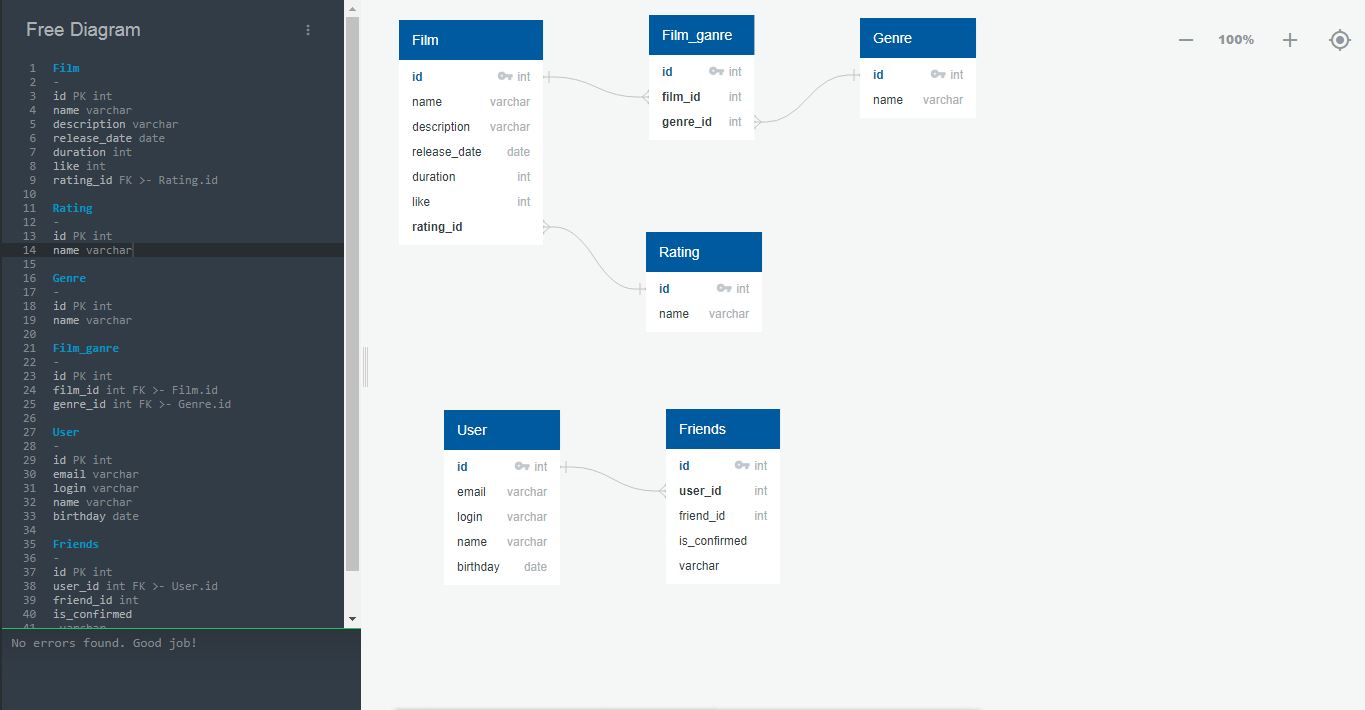 Free Diagram
1 Film
2 -
3 id PK int
4 name varchar
5 description varchar
6 release_date date
7 duration int
8 like int
9 rating_id FK >- Rating.id
10
11 Rating
12 -
13 id PK int
14 name varchar
15
16 Genre
17 -
18 id PK int
19 name varchar
20
21 Film_ganre
22 -
23 id PK int
24 film_id int FK >- Film.id
25 genre_id int FK >- Genre.id
26
27 User
28 -
29 id PK int
30 email varchar
31 login varchar
32 name varchar
33 birthday date
34
35 Friends
36 -
37 id PK int
38 user_id int FK >- User.id
39 friend_id int
40 is_confirmed
41 varchar
No errors found. Good job!
Film
id int
name varchar
description varchar
release_date date
duration int
like int
rating_id
Film_ganre
id int
film_id int
genre_id int
Genre
id int
name varchar
100%
Rating
id int
name varchar
User
id int
email varchar
login varchar
name varchar
birthday date
Friends
id int
user_id int
friend_id int
is_confirmed
varchar